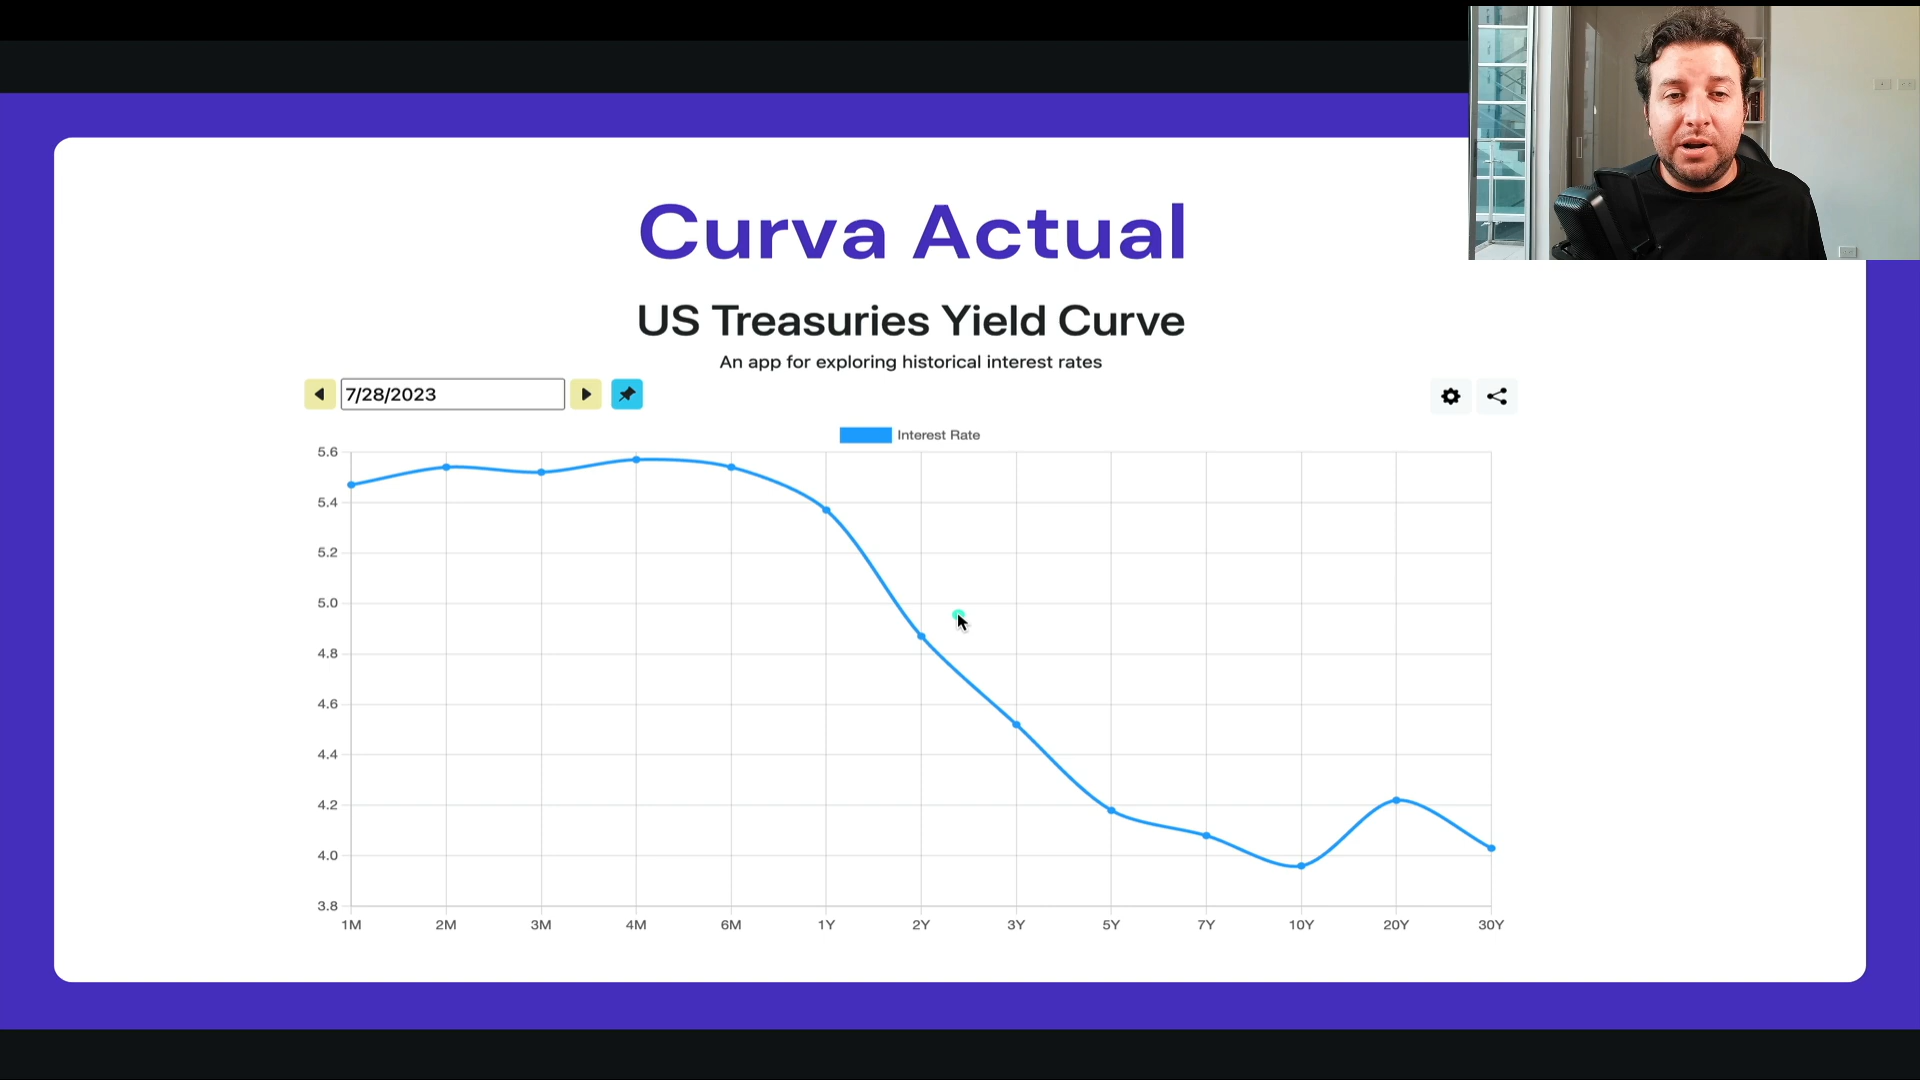 Curva Actual
US Treasuries Yield Curve
An app for exploring historical interest rates
7/28/2023
Interest Rate
5.6
5.4
5.2
5.0
4.8
4.6
4.4
4.2
4.0
3.8
1M 2M 3M 4M 6M 1Y 2Y 3Y 5Y 7Y 10Y 20Y 30Y